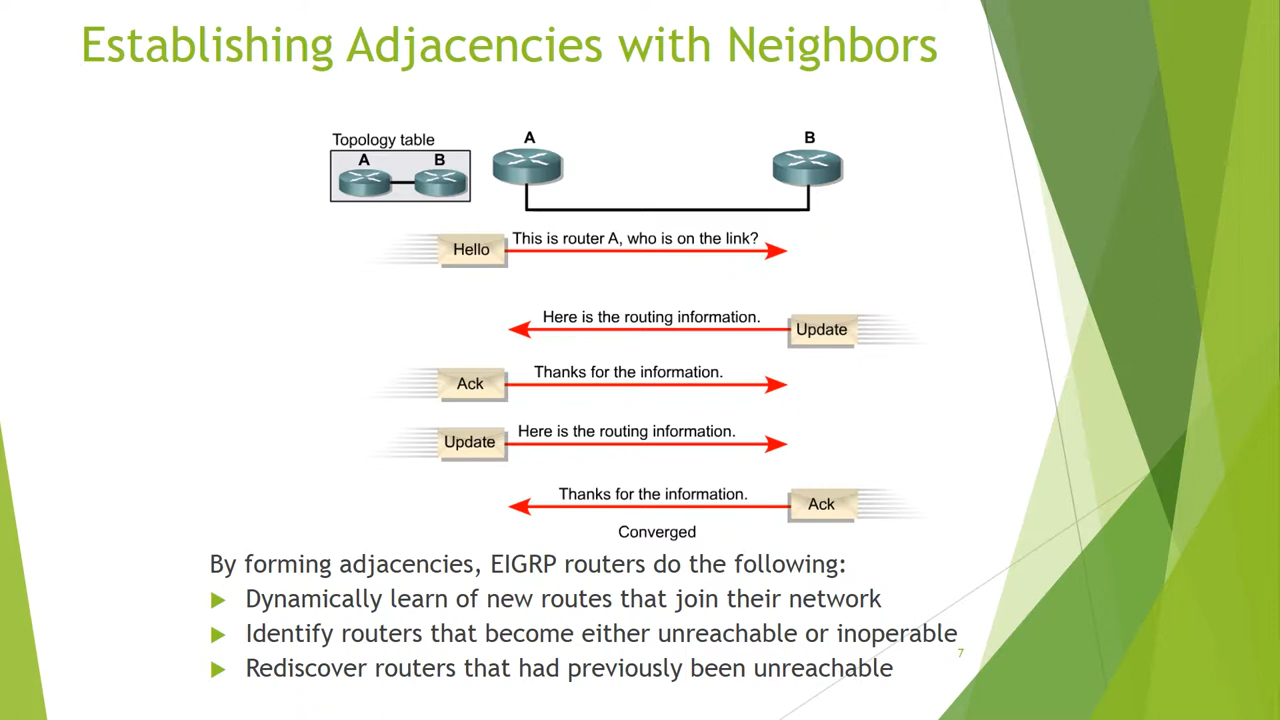 Establishing Adjacencies with Neighbors
Topology table
A B
A
B
Hello
This is router A, who is on the link?
Here is the routing information.
Update
Ack
Thanks for the information.
Update
Here is the routing information.
Thanks for the information.
Ack
Converged
By forming adjacencies, EIGRP routers do the following:
Dynamically learn of new routes that join their network
Identify routers that become either unreachable or inoperable
7
Rediscover routers that had previously been unreachable